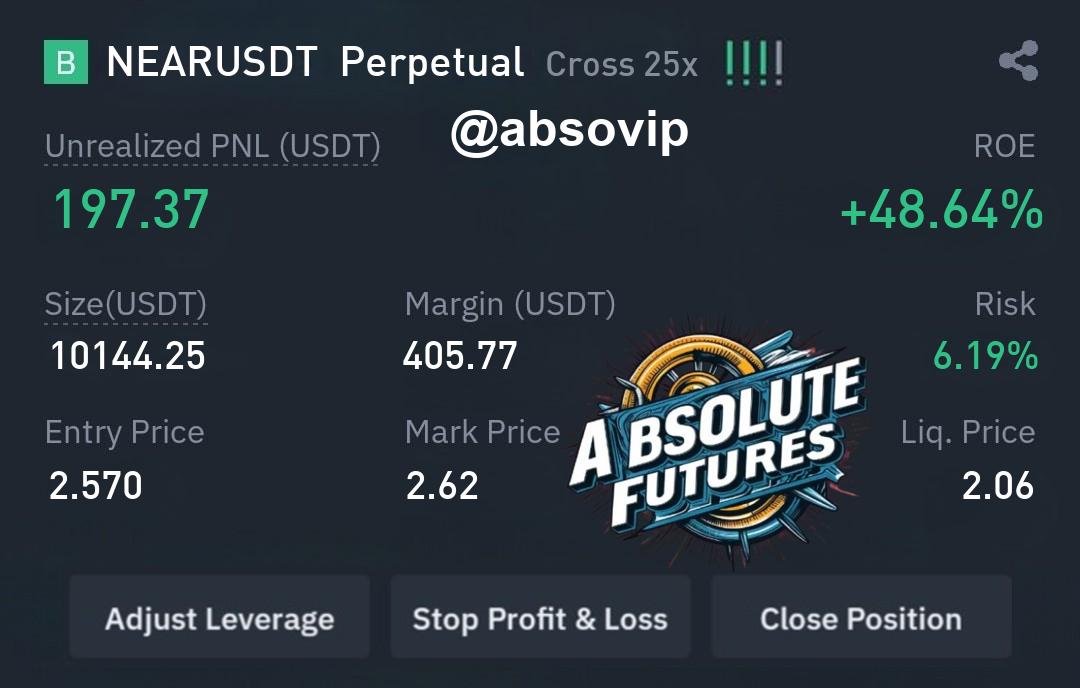 B NEARUSDT Perpetual Cross 25x
@absovip
Unrealized PNL (USDT) ROE
197.37 +48.64%
Size(USDT) Margin (USDT) Risk
10144.25 405.77 6.19%
Entry Price Mark Price Liq. Price
2.570 2.62 2.06
ABSOLUTE
FUTURES
Adjust Leverage Stop Profit & Loss Close Position